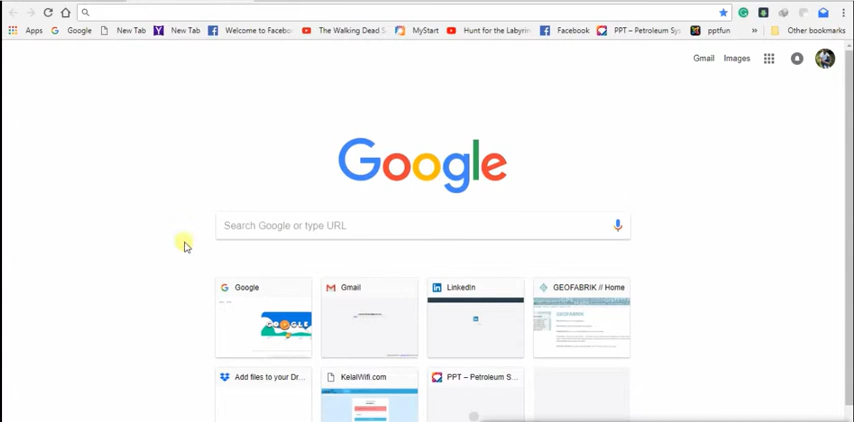 Apps Google New Tab New Tab Welcome to Facebo The Walking Dead S MyStart Hunt for the Labyrin Facebook PPT – Petroleum Sys pptfun » Other bookmarks
Gmail Images
Google
Search Google or type URL
Google Gmail LinkedIn GEOFABRIK // Home
GOOGLE
GEOFABRIK
Add files to your Dr... KelalWifi.com PPT – Petroleum S...